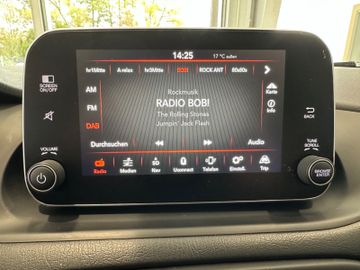 14:25 17 °C außen
hr1Mitte A relax hr3Mitte BOBI ROCK ANT 80s80s
SCREEN
ON/OFF
AM
FM
DAB
Rockmusik
RADIO BOB!
The Rolling Stones
Jumpin' Jack Flash
Karte
i
Info
BACK
Durchsuchen Audio
VOLUME
TUNE
SCROLL
BROWSE
ENTER
Radio Medien Nav Uconnect Telefon Einstell. Trip